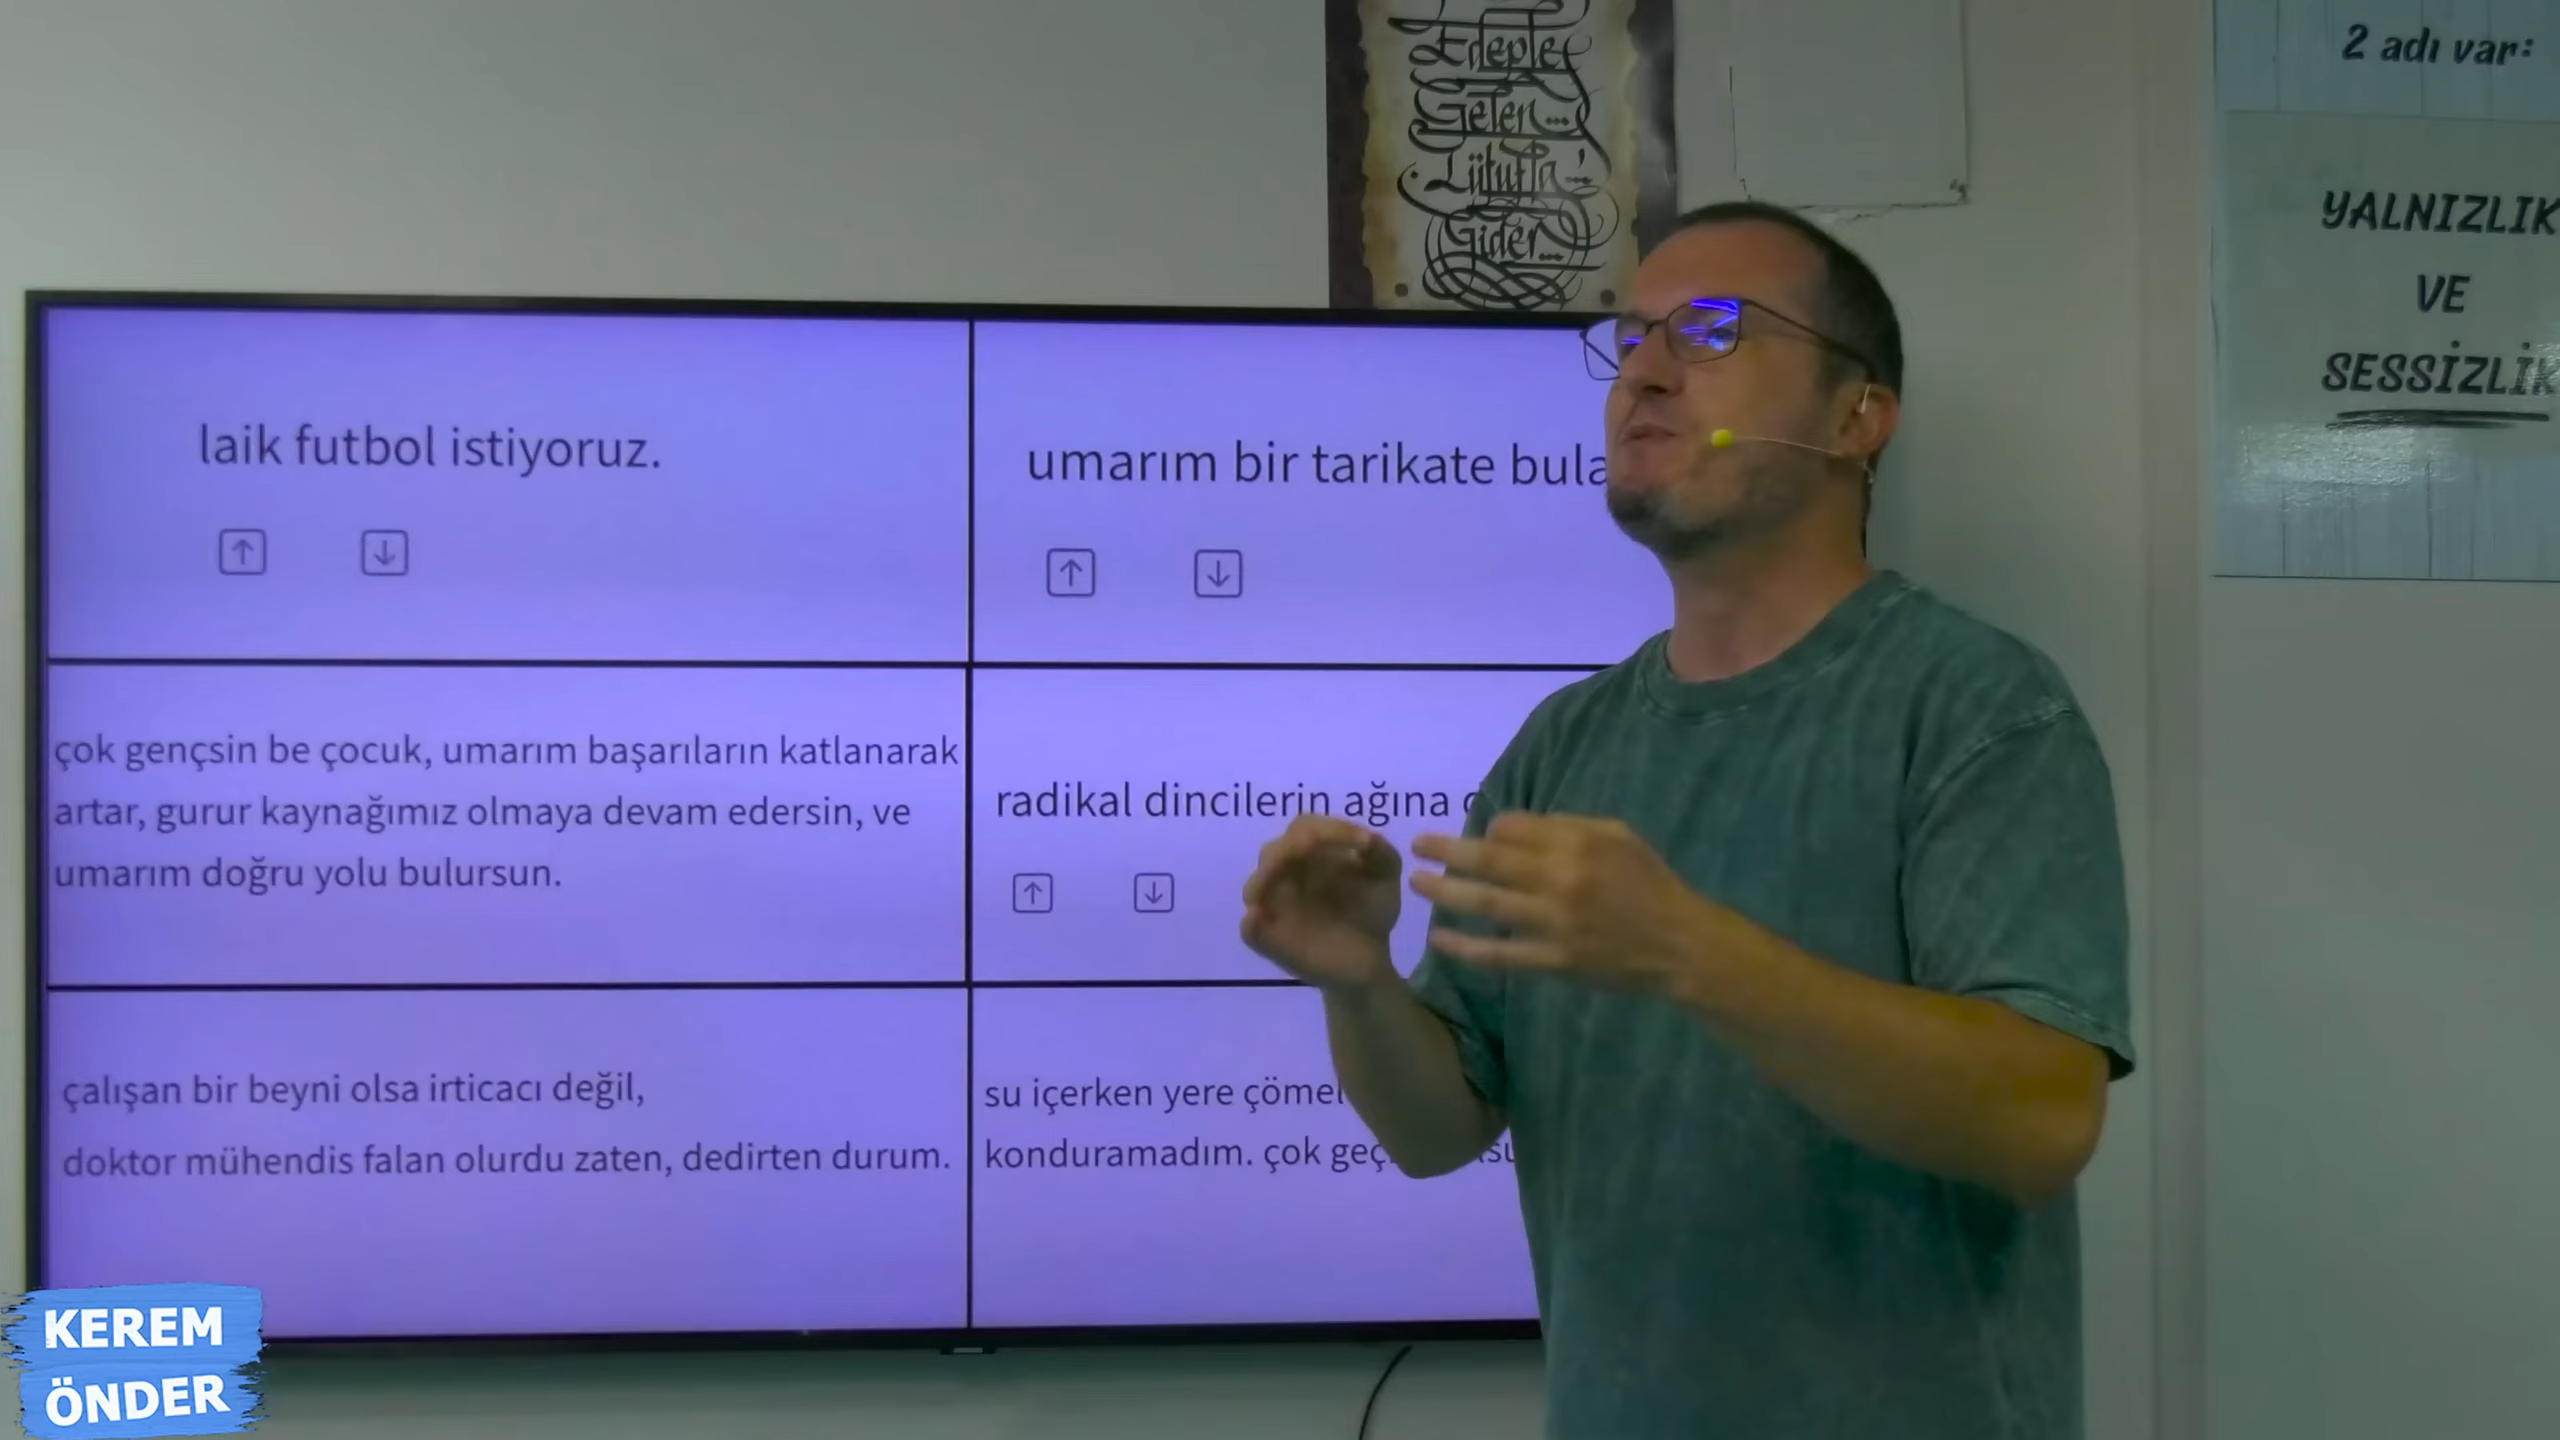 Edeple
Gelen...
Lütufla
Gider...
2 adı var:
YALNIZLIK
VE
SESSİZLİK
laik futbol istiyoruz.
umarım bir tarikate
çok gençsin be çocuk, umarım başarıların katlanarak
artar, gurur kaynağımız olmaya devam edersin, ve
umarım doğru yolu bulursun.
radikal dincilerin ağına
çalışan bir beyni olsa irticacı değil,
doktor mühendis falan olurdu zaten, dedirten durum.
su içerken yere
konduramadım. çok
KEREM
ÖNDER